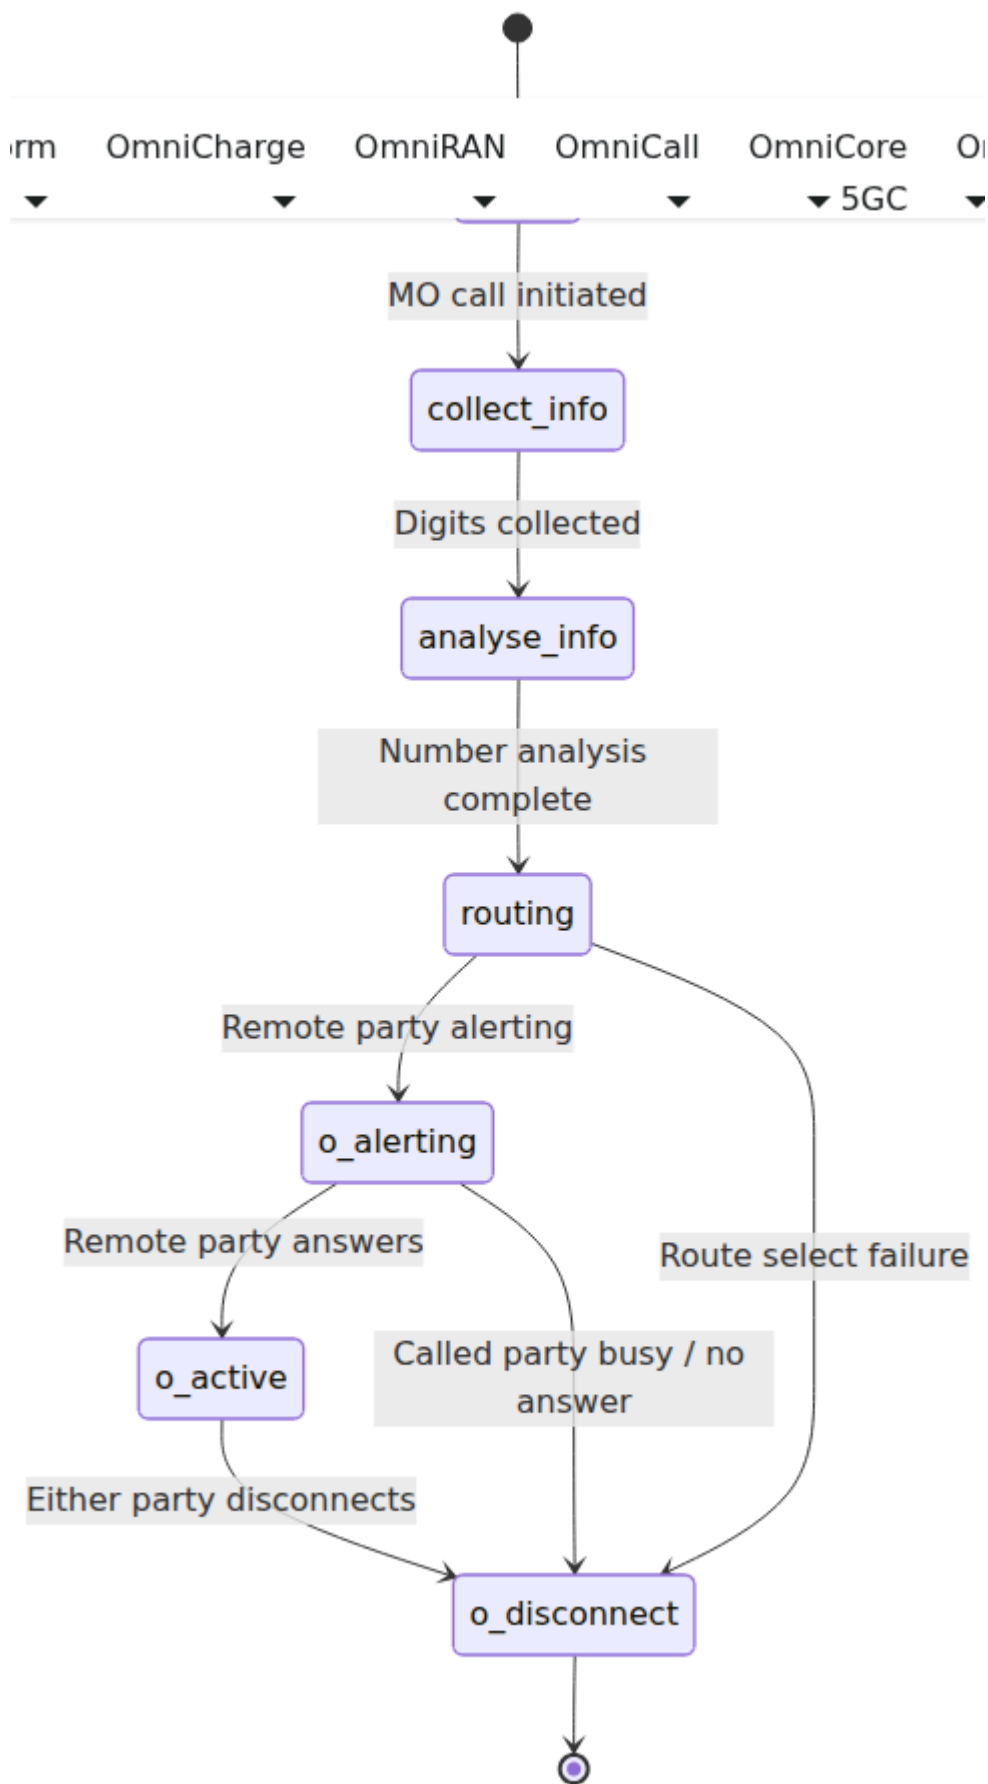 OmniCharge OmniRAN OmniCall OmniCore
5GC
MO call initiated
collect_info
Digits collected
analyse_info
Number analysis
complete
routing
Remote party alerting
o_alerting
Remote party answers
Route select failure
Called party busy / no
answer
o_active
Either party disconnects
o_disconnect